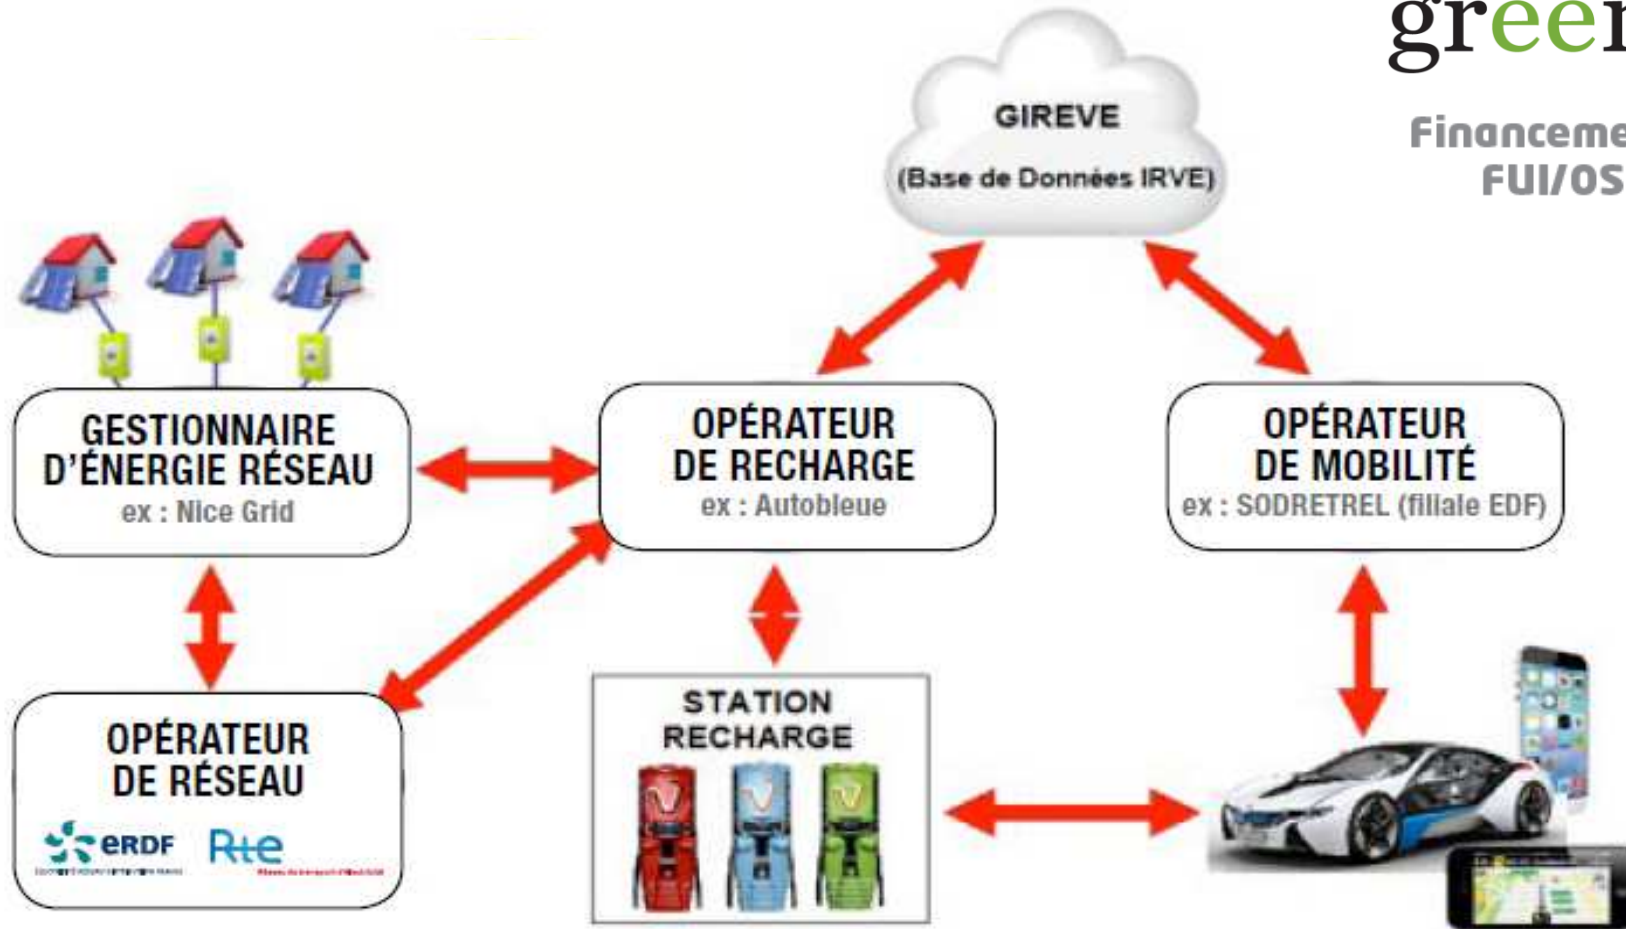 green
Financeme
FUI/OS
GIREVE
(Base de Données IRVE)
GESTIONNAIRE
D'ÉNERGIE RÉSEAU
ex : Nice Grid
OPÉRATEUR
DE RECHARGE
ex : Autobleue
OPÉRATEUR
DE MOBILITÉ
ex : SODRETREL (filiale EDF)
OPÉRATEUR
DE RÉSEAU
eRDF
Rte
STATION
RECHARGE